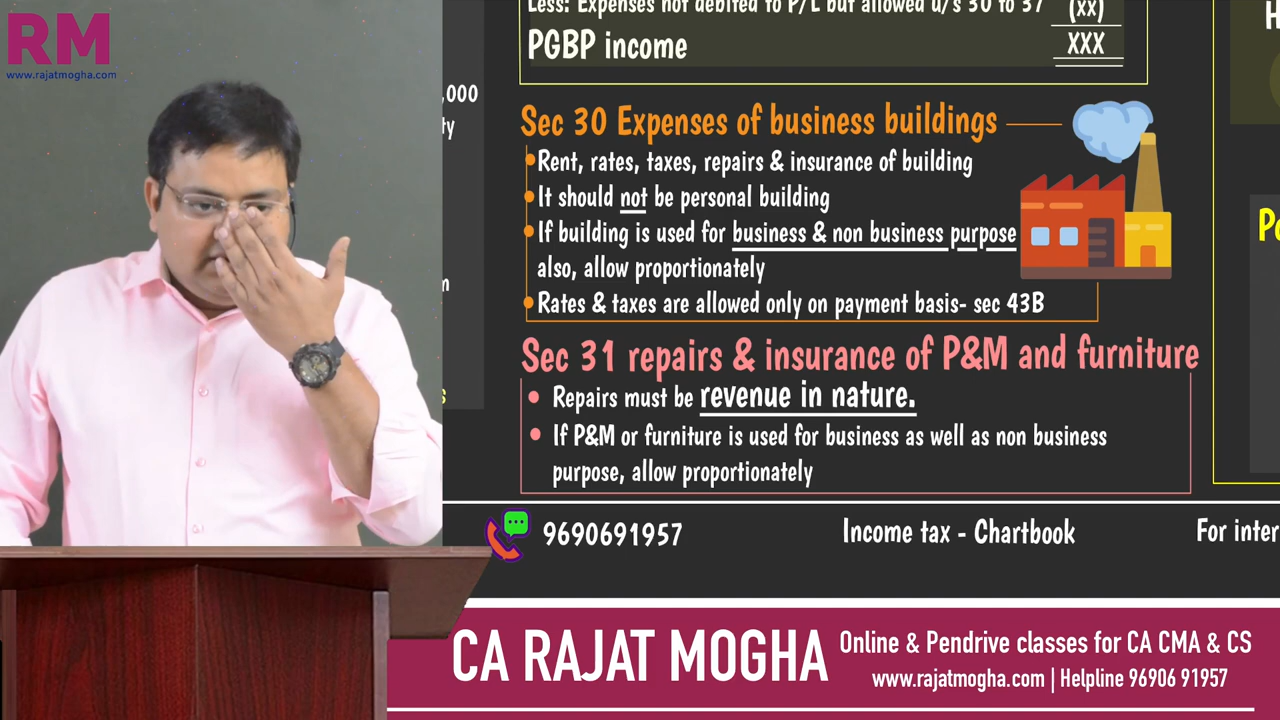 RM
www.rajatmogha.com
,000
ty
Less: Expenses not debited to P/L but allowed u/s 30 to 37 (xx)
PGBP income XXX
Sec 30 Expenses of business buildings
Rent, rates, taxes, repairs & insurance of building
It should not be personal building
If building is used for business & non business purpose
also, allow proportionately
Rates & taxes are allowed only on payment basis- sec 43B
Sec 31 repairs & insurance of P&M and furniture
Repairs must be revenue in nature.
If P&M or furniture is used for business as well as non business
purpose, allow proportionately
9690691957 Income tax - Chartbook For inter
CA RAJAT MOGHA
Online & Pendrive classes for CA CMA & CS
www.rajatmogha.com | Helpline 96906 91957